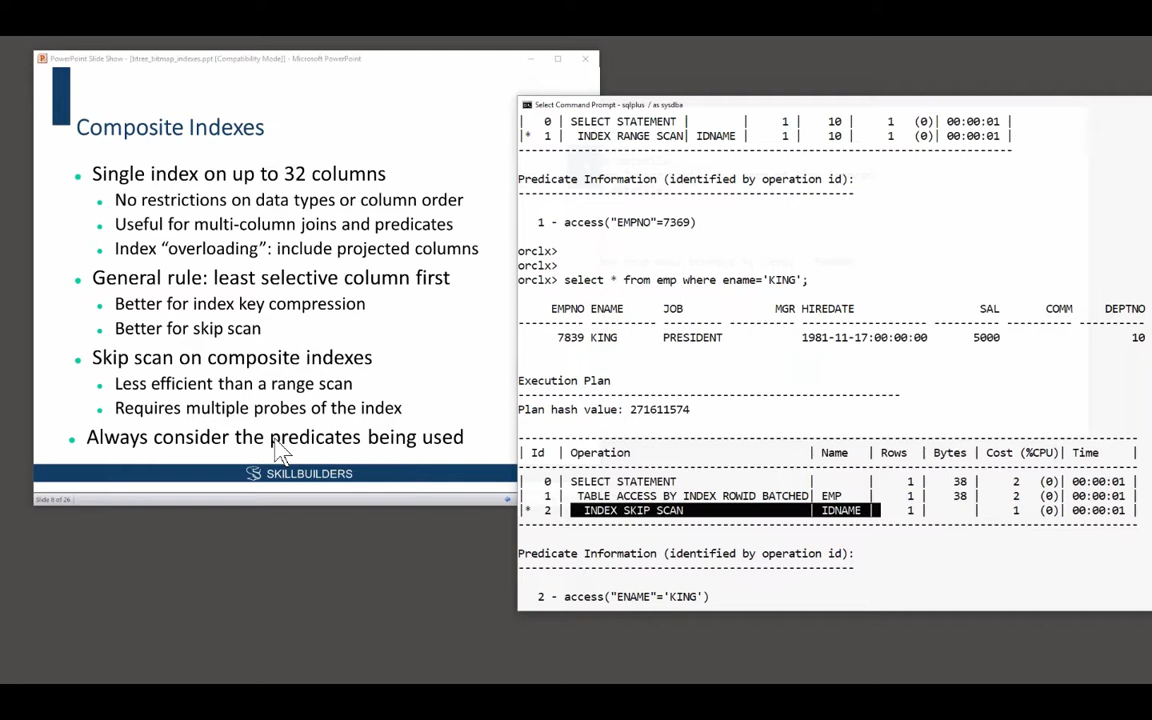 PowerPoint Slide Show - [btree_bitmap_indexes.ppt [Compatibility Mode]] - Microsoft PowerPoint
Composite Indexes
• Single index on up to 32 columns
• No restrictions on data types or column order
• Useful for multi-column joins and predicates
• Index “overloading”: include projected columns
• General rule: least selective column first
• Better for index key compression
• Better for skip scan
• Skip scan on composite indexes
• Less efficient than a range scan
• Requires multiple probes of the index
• Always consider the predicates being used
SKILLBUILDERS
Slide 8 of 26
Select Command Prompt - sqlplus / as sysdba
|   0 | SELECT STATEMENT |        |     1 |    10 |     1   (0)| 00:00:01 |
|*  1 |  INDEX RANGE SCAN| IDNAME |     1 |    10 |     1   (0)| 00:00:01 |
---------------------------------------------------------------------------
Predicate Information (identified by operation id):
---------------------------------------------------
1 - access("EMPNO"=7369)
orclx>
orclx>
orclx> select * from emp where ename='KING';
EMPNO ENAME      JOB              MGR HIREDATE                   SAL       COMM     DEPTNO
---------- ---------- --------- ---------- ------------------- ---------- ---------- ----------
7839 KING       PRESIDENT            1981-11-17:00:00:00       5000                    10
Execution Plan
----------------------------------------------------------
Plan hash value: 271611574
----------------------------------------------------------------------------------------------
| Id  | Operation                           | Name   | Rows  | Bytes | Cost (%CPU)| Time     |
----------------------------------------------------------------------------------------------
|   0 | SELECT STATEMENT                    |        |     1 |    38 |     2   (0)| 00:00:01 |
|   1 |  TABLE ACCESS BY INDEX ROWID BATCHED| EMP    |     1 |    38 |     2   (0)| 00:00:01 |
|*  2 |   INDEX SKIP SCAN                   | IDNAME |     1 |       |     1   (0)| 00:00:01 |
----------------------------------------------------------------------------------------------
Predicate Information (identified by operation id):
---------------------------------------------------
2 - access("ENAME"='KING')